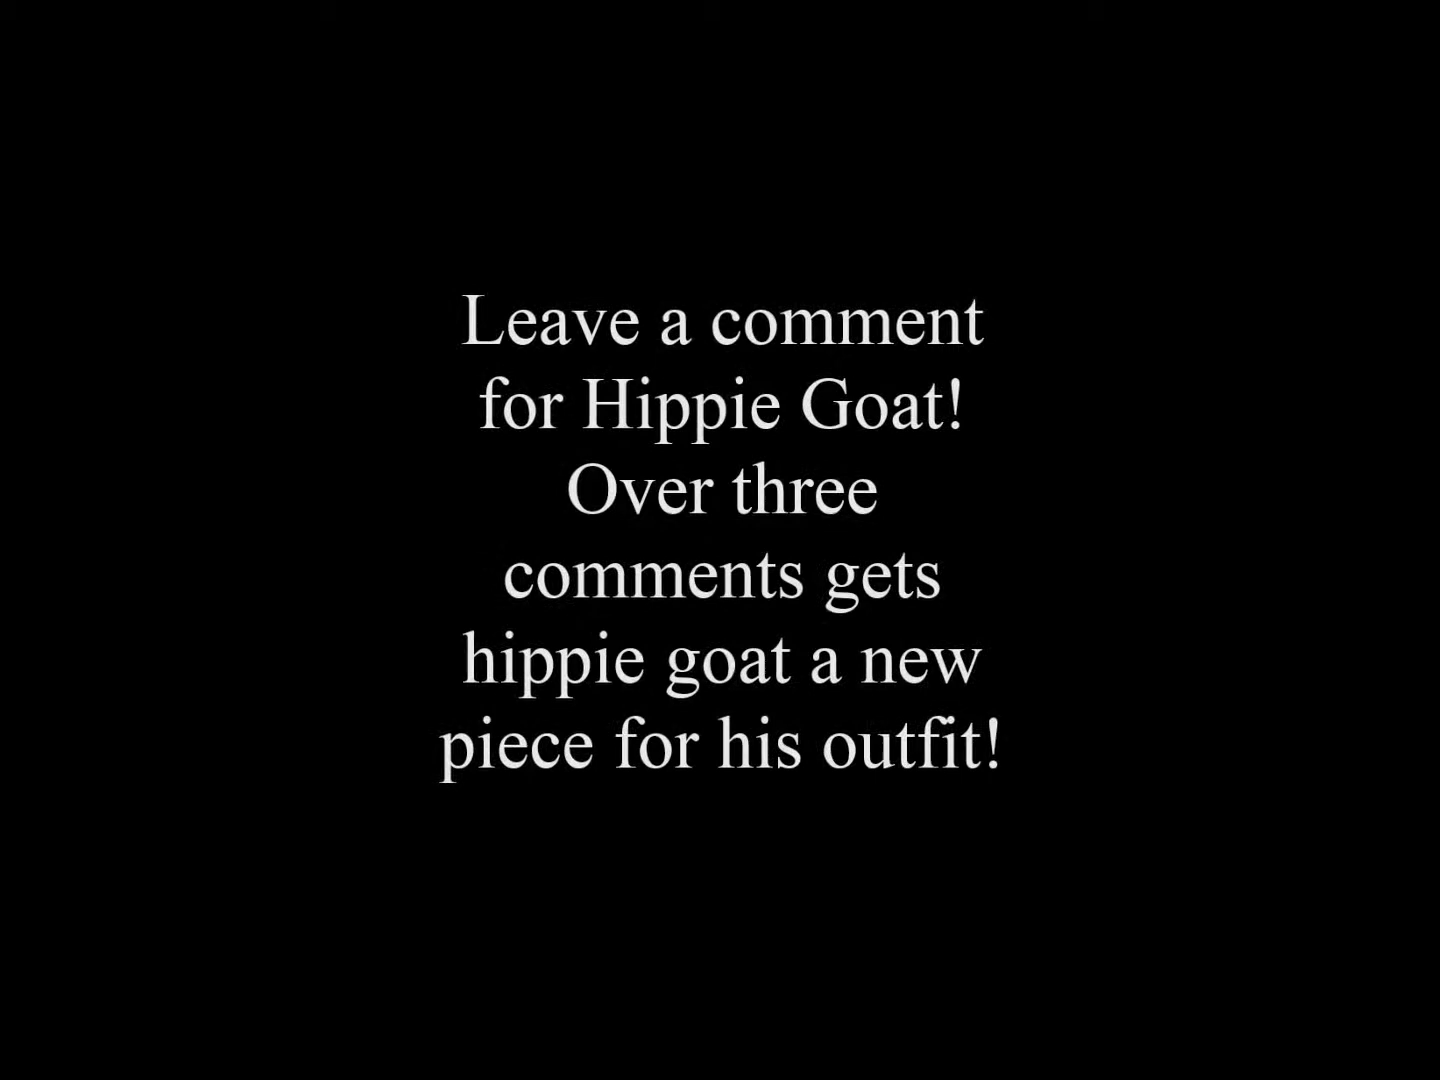 Leave a comment
for Hippie Goat!
Over three
comments gets
hippie goat a new
piece for his outfit!